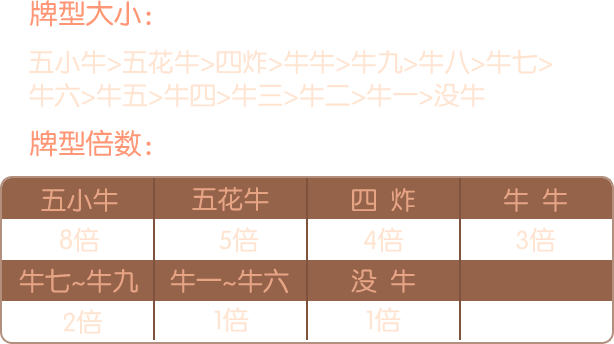 牌型大小：
五小牛>五花牛>四炸>牛牛>牛九>牛八>牛七>
牛六>牛五>牛四>牛三>牛二>牛一>没牛
牌型倍数：
五小牛 五花牛 四炸 牛牛
8倍 5倍 4倍 3倍
牛七~牛九 牛一~牛六 没牛
2倍 1倍 1倍